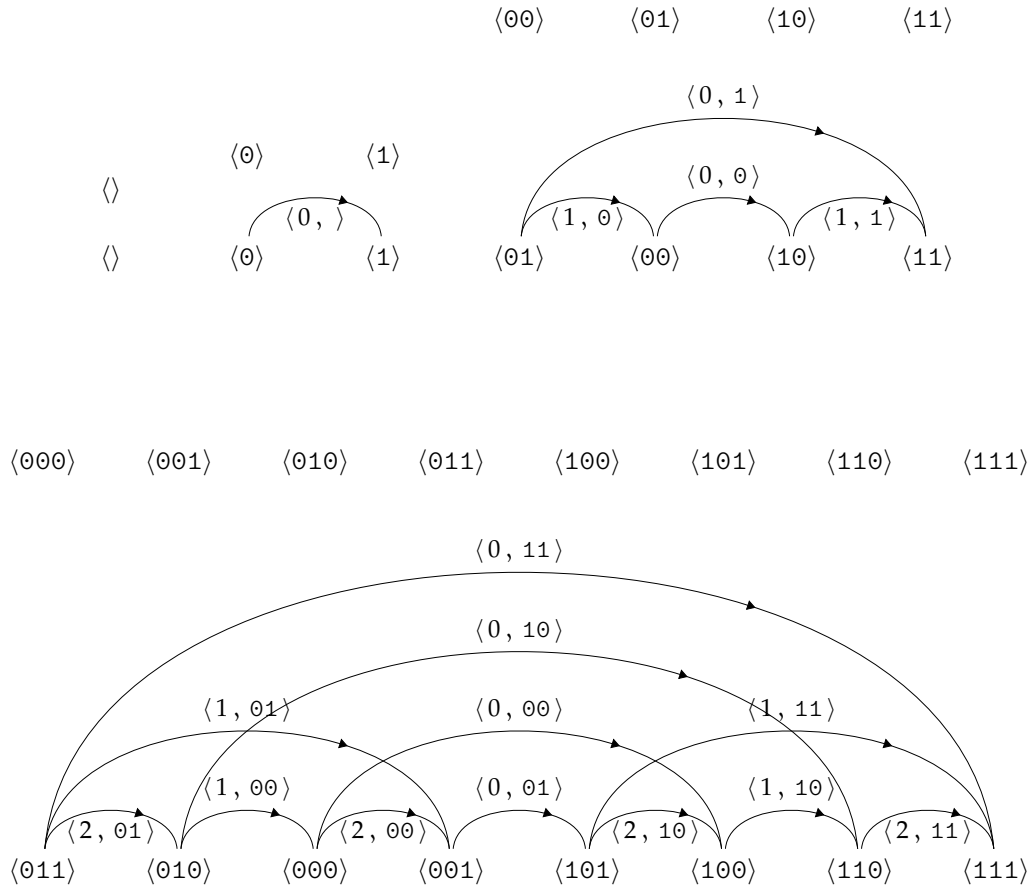 ⟨00⟩ ⟨01⟩ ⟨10⟩ ⟨11⟩
⟨0, 1⟩
⟨0⟩ ⟨1⟩
⟨0, 0⟩
⟨⟩
⟨0, ⟩ ⟨1, 0⟩ ⟨1, 1⟩
⟨⟩ ⟨0⟩ ⟨1⟩ ⟨01⟩ ⟨00⟩ ⟨10⟩ ⟨11⟩
⟨000⟩ ⟨001⟩ ⟨010⟩ ⟨011⟩ ⟨100⟩ ⟨101⟩ ⟨110⟩ ⟨111⟩
⟨0, 11⟩
⟨0, 10⟩
⟨1, 01⟩ ⟨0, 00⟩ ⟨1, 11⟩
⟨1, 00⟩ ⟨0, 01⟩ ⟨1, 10⟩
⟨2, 01⟩ ⟨2, 00⟩ ⟨2, 10⟩ ⟨2, 11⟩
⟨011⟩ ⟨010⟩ ⟨000⟩ ⟨001⟩ ⟨101⟩ ⟨100⟩ ⟨110⟩ ⟨111⟩